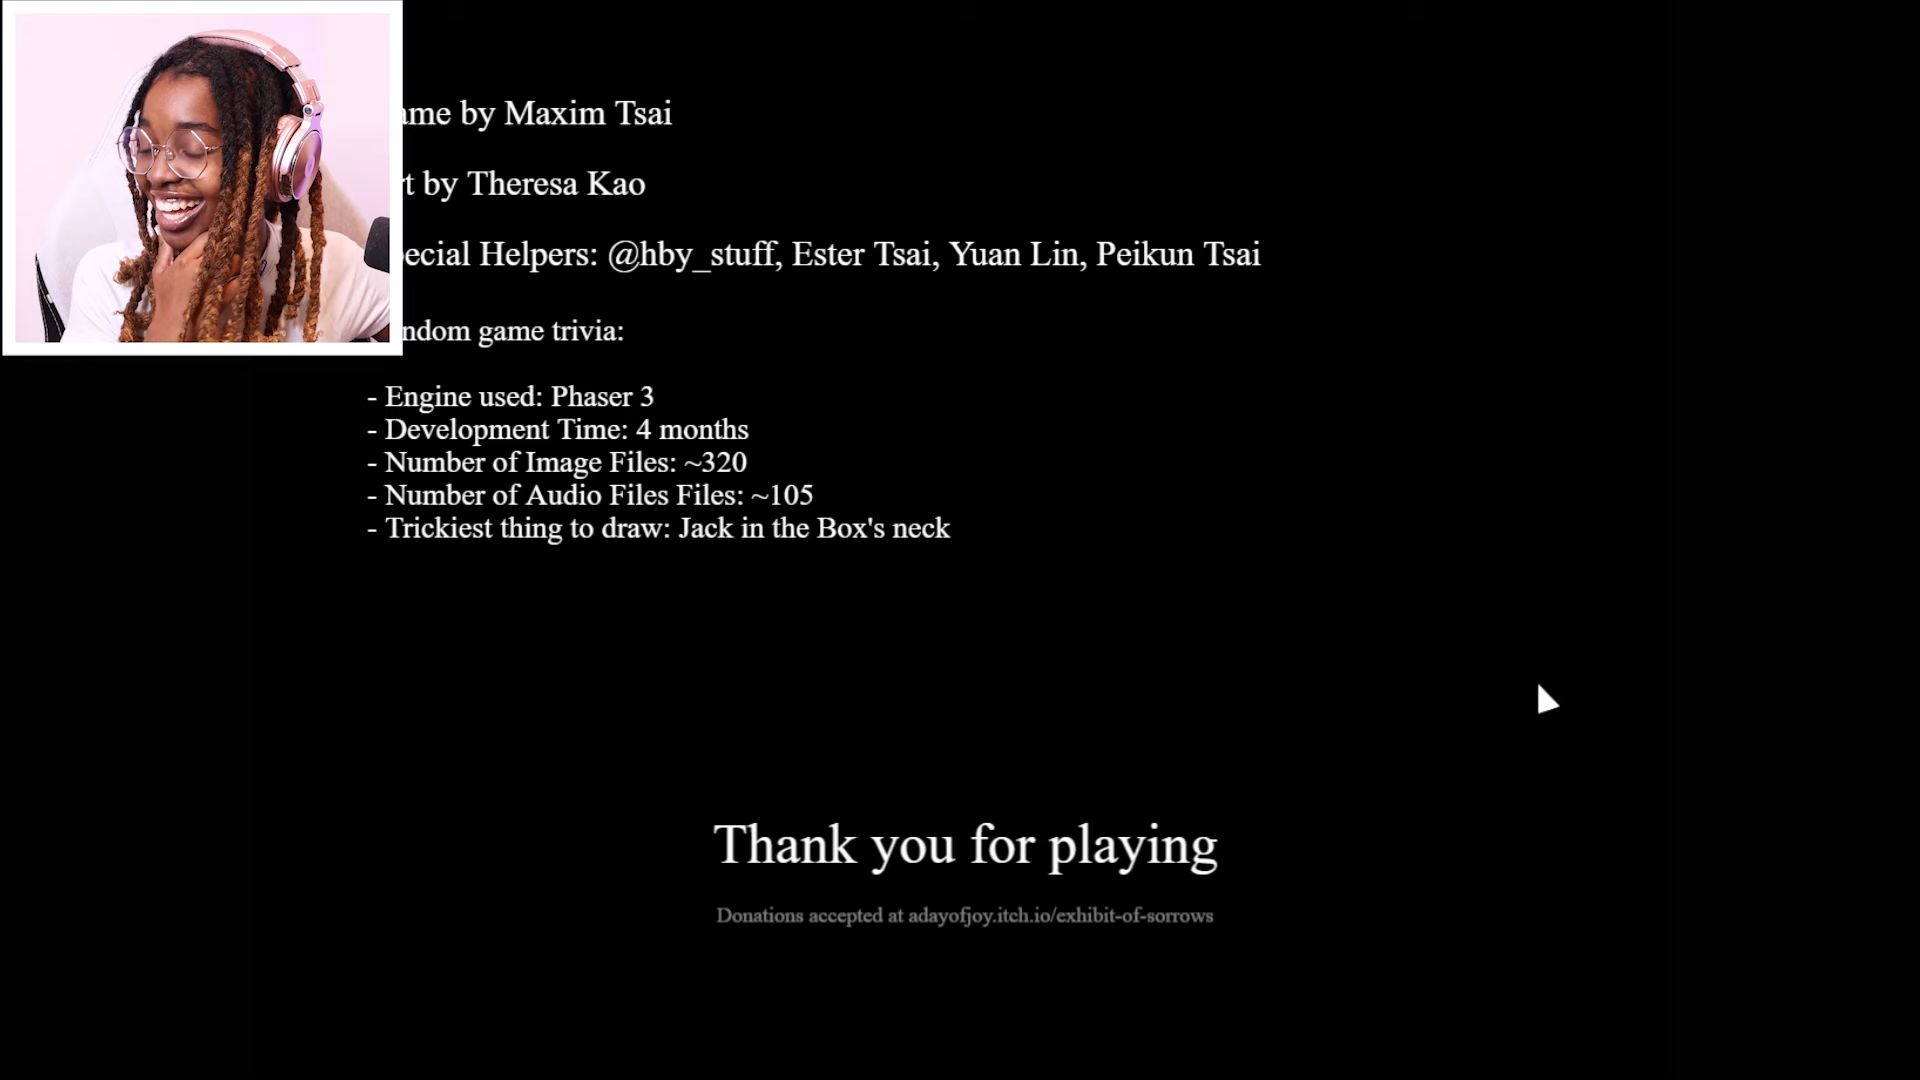 ame by Maxim Tsai
rt by Theresa Kao
ecial Helpers: @hby_stuff, Ester Tsai, Yuan Lin, Peikun Tsai
ndom game trivia:
- Engine used: Phaser 3
- Development Time: 4 months
- Number of Image Files: ~320
- Number of Audio Files Files: ~105
- Trickiest thing to draw: Jack in the Box's neck
Thank you for playing
Donations accepted at adayofjoy.itch.io/exhibit-of-sorrows